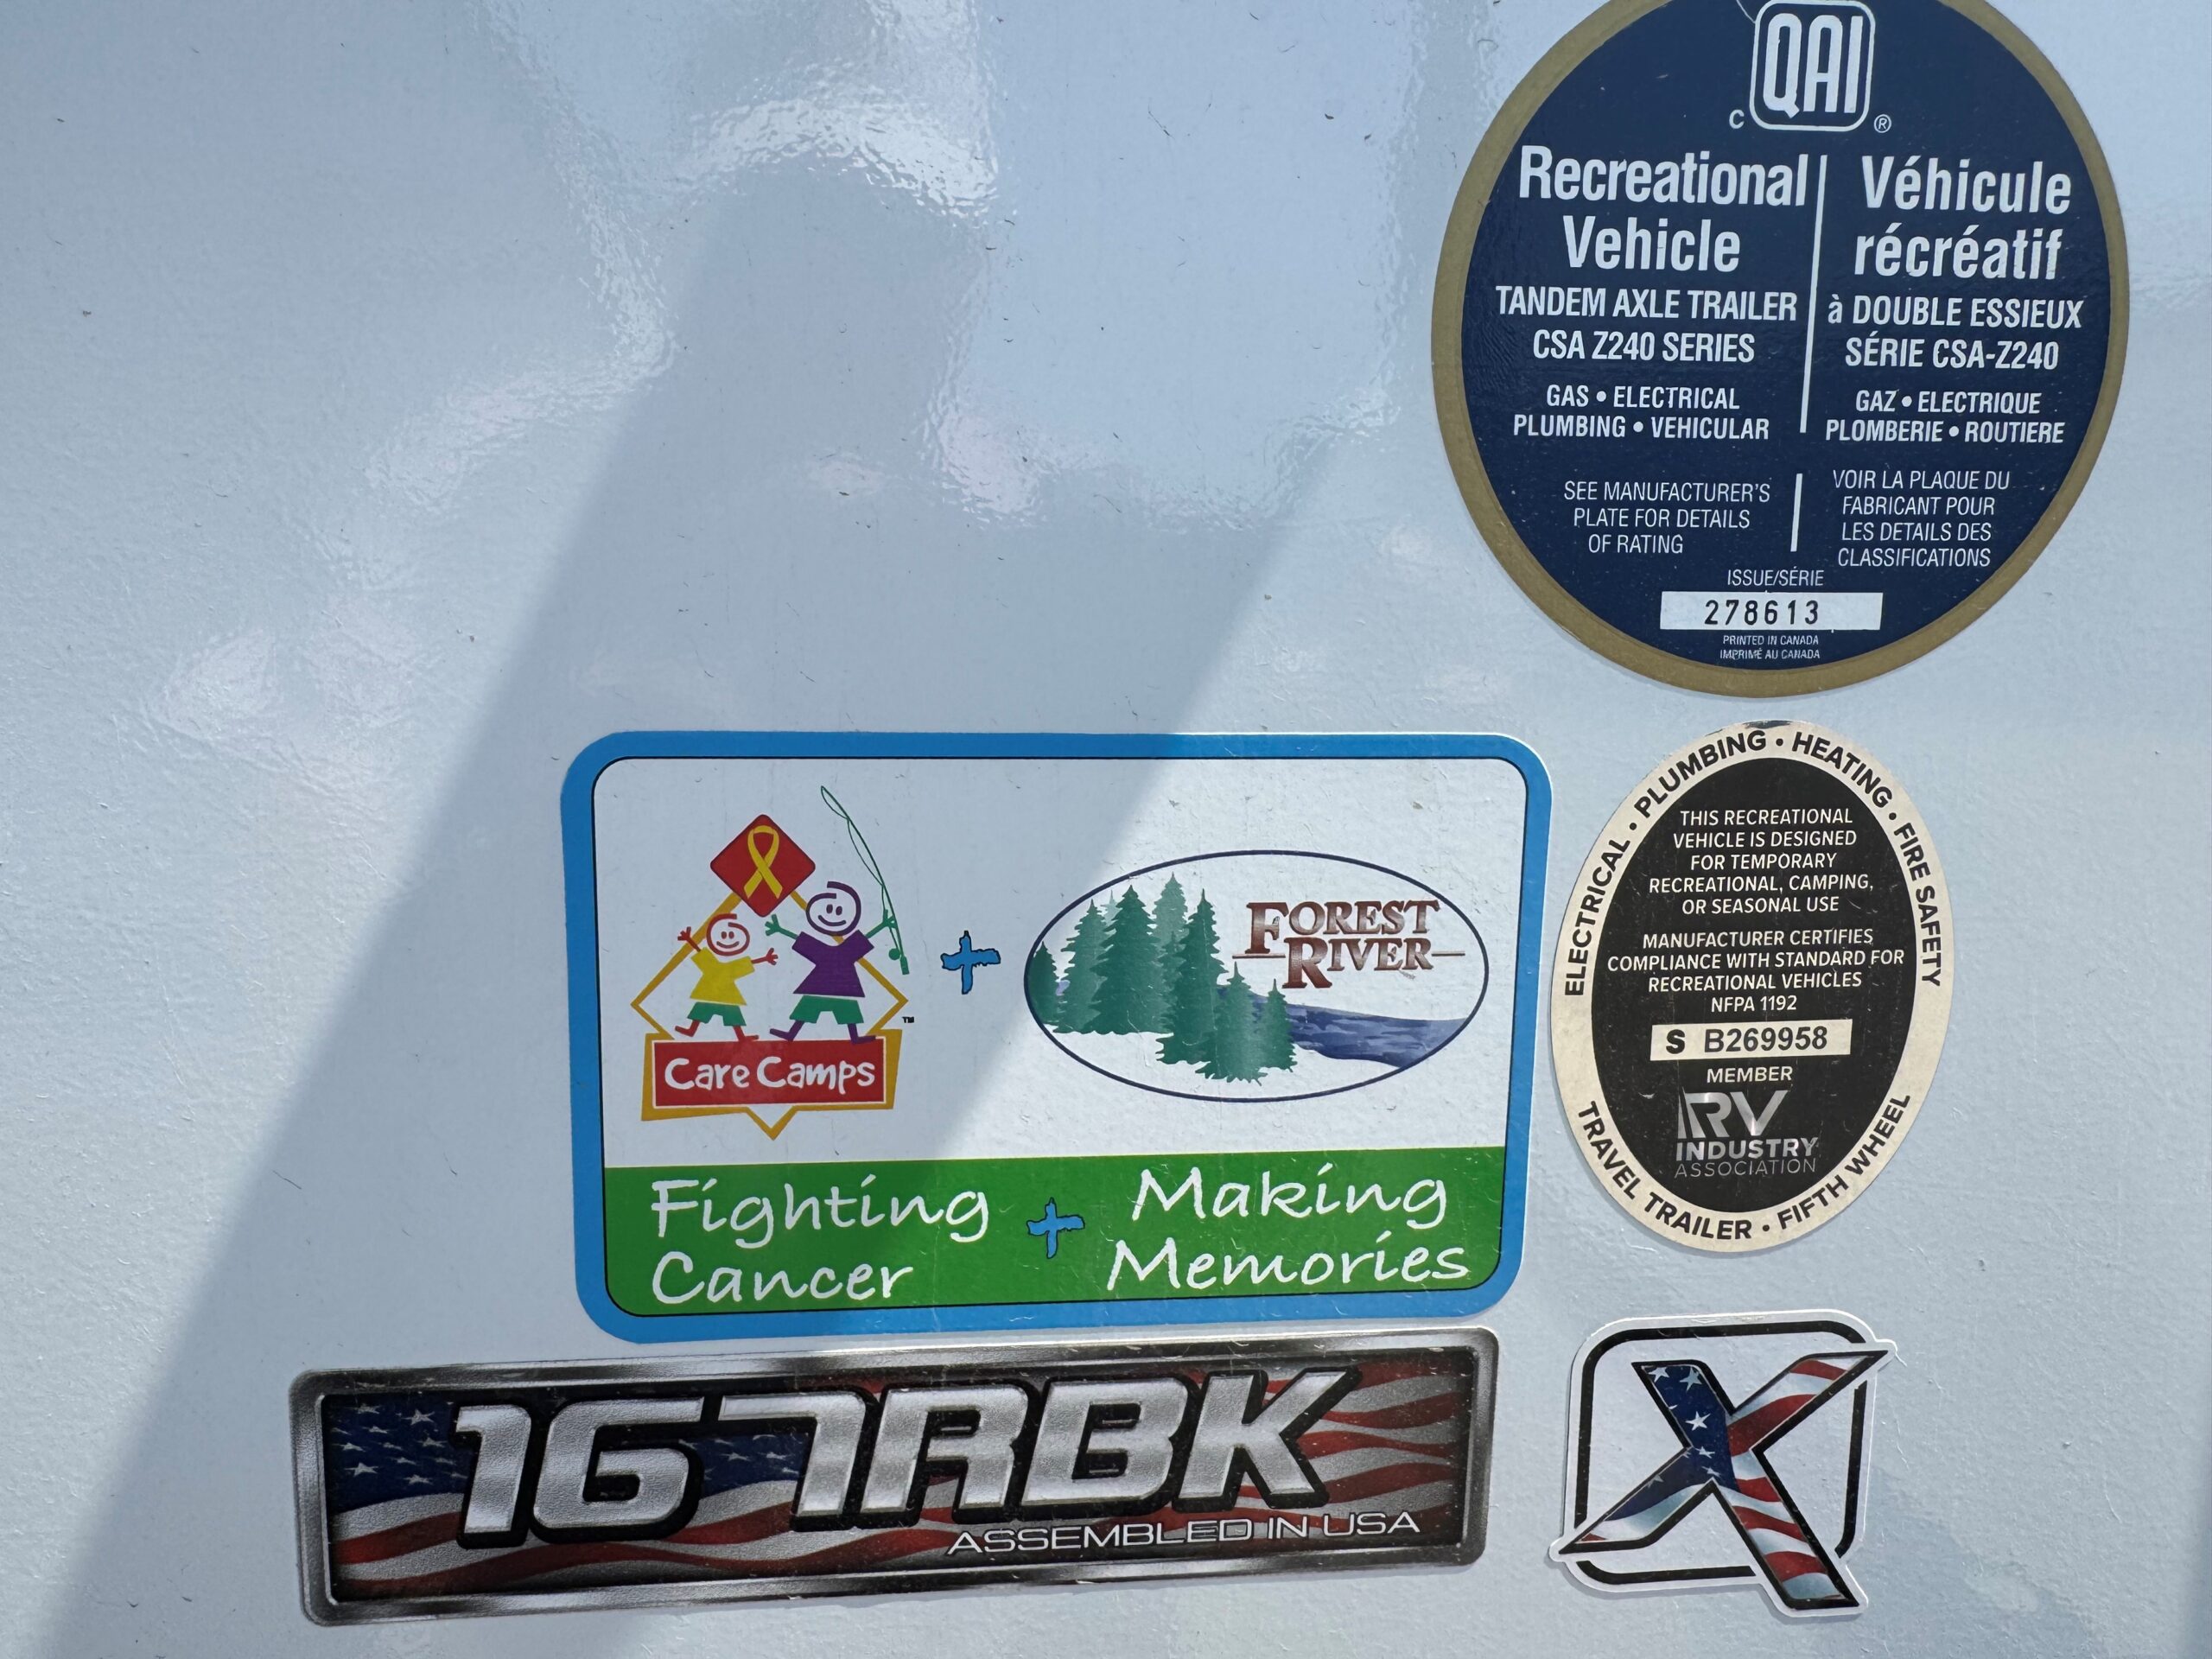 QAI
C ®
Recreational
Vehicle
TANDEM AXLE TRAILER
CSA Z240 SERIES
GAS • ELECTRICAL
PLUMBING • VEHICULAR
SEE MANUFACTURER'S
PLATE FOR DETAILS
OF RATING
Véhicule
récréatif
à DOUBLE ESSIEUX
SÉRIE CSA-Z240
GAZ • ELECTRIQUE
PLOMBERIE • ROUTIERE
VOIR LA PLAQUE DU
FABRICANT POUR
LES DETAILS DES
CLASSIFICATIONS
ISSUE/SÉRIE
278613
PRINTED IN CANADA
IMPRIMÉ AU CANADA
Care Camps
TM
+
FOREST
RIVER
Fighting
Cancer
+
Making
Memories
ELECTRICAL • PLUMBING • HEATING • FIRE SAFETY
THIS RECREATIONAL
VEHICLE IS DESIGNED
FOR TEMPORARY
RECREATIONAL, CAMPING,
OR SEASONAL USE
MANUFACTURER CERTIFIES
COMPLIANCE WITH STANDARD FOR
RECREATIONAL VEHICLES
NFPA 1192
S B269958
MEMBER
RV
INDUSTRY
ASSOCIATION
TRAVEL TRAILER • FIFTH WHEEL
167RBK
ASSEMBLED IN USA
X